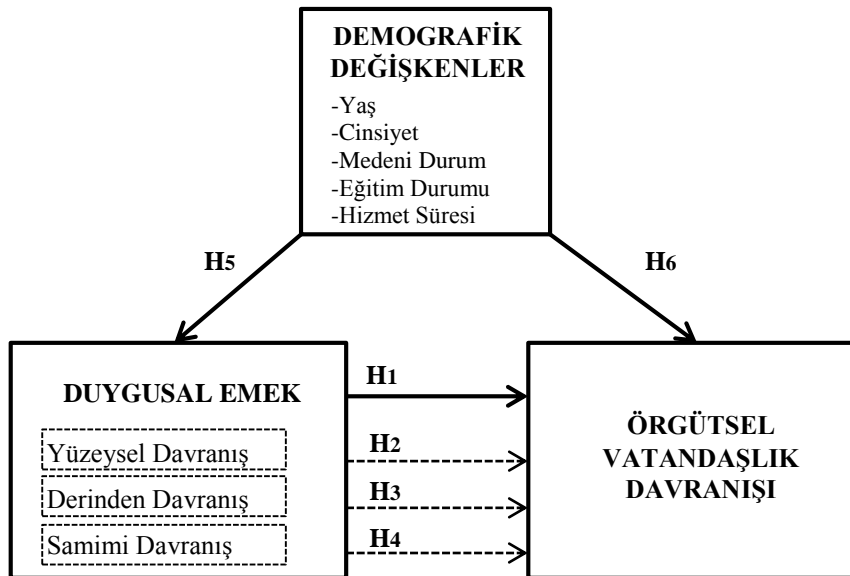 DEMOGRAFİK
DEĞİŞKENLER
-Yaş
-Cinsiyet
-Medeni Durum
-Eğitim Durumu
-Hizmet Süresi
H5
H6
DUYGUSAL EMEK
Yüzeysel Davranış
Derinden Davranış
Samimi Davranış
H1
H2
H3
H4
ÖRGÜTSEL
VATANDAŞLIK
DAVRANIŞI